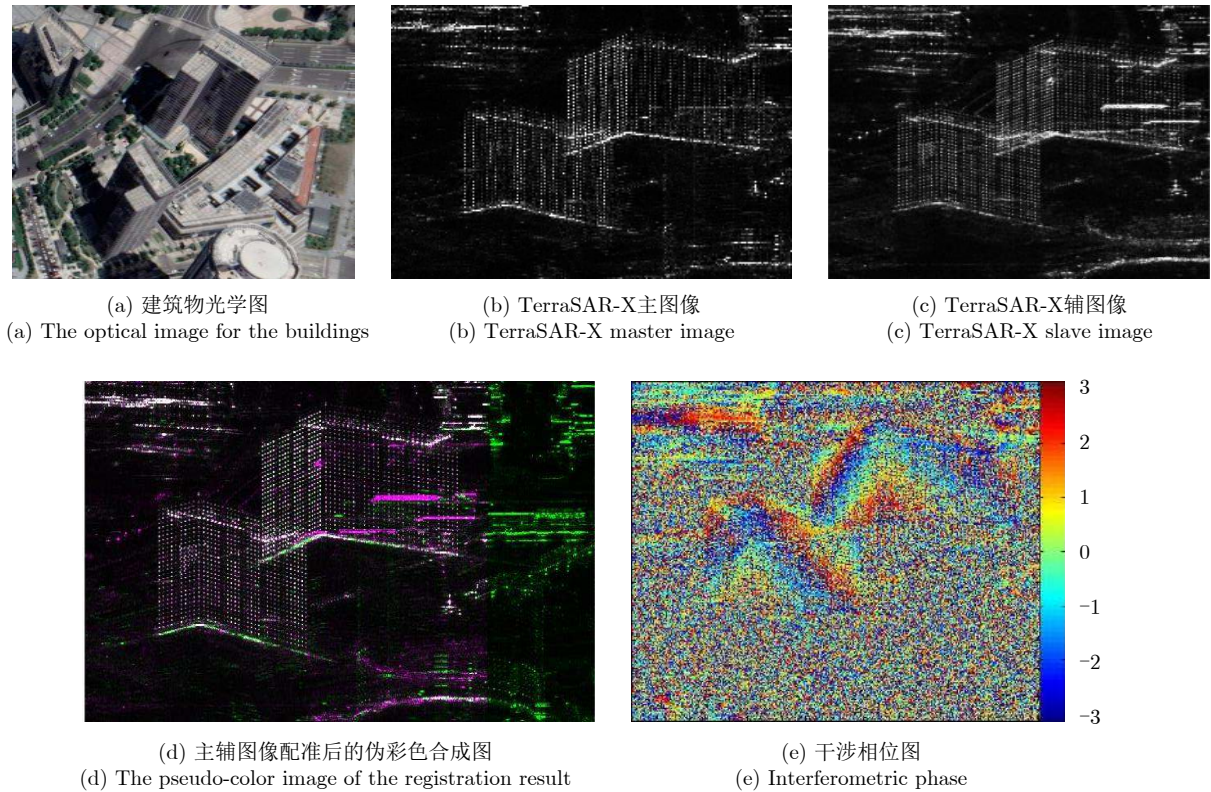 (a) 建筑物光学图
(a) The optical image for the buildings
(b) TerraSAR-X主图像
(b) TerraSAR-X master image
(c) TerraSAR-X辅图像
(c) TerraSAR-X slave image
3
2
1
0
−1
−2
−3
(d) 主辅图像配准后的伪彩色合成图
(d) The pseudo-color image of the registration result
(e) 干涉相位图
(e) Interferometric phase